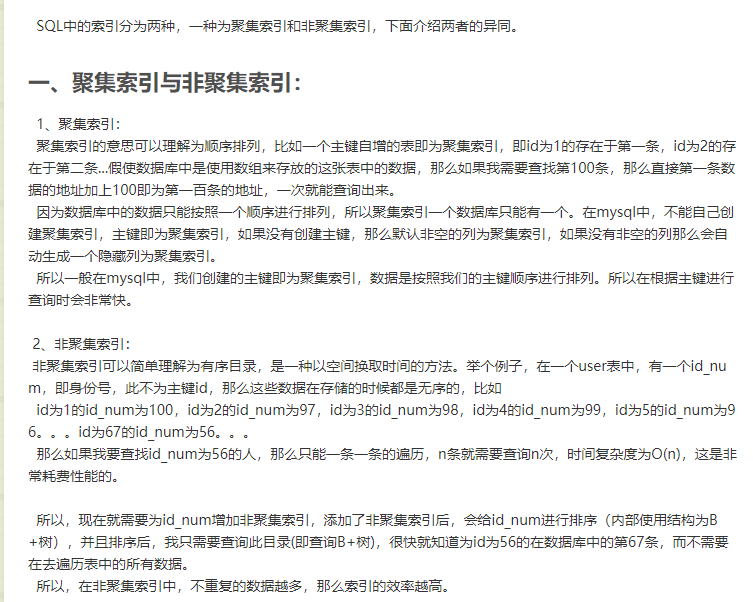 SQL中的索引分为两种，一种为聚集索引和非聚集索引，下面介绍两者的异同。
一、聚集索引与非聚集索引：
1、聚集索引：
聚集索引的意思可以理解为顺序排列，比如一个主键自增的表即为聚集索引，即id为1的存在于第一条，id为2的存
在于第二条...假使数据库中是使用数组来存放的这张表中的数据，那么如果我需要查找第100条，那么直接第一条数
据的地址加上100即为第一百条的地址，一次就能查询出来。
因为数据库中的数据只能按照一个顺序进行排列，所以聚集索引一个数据库只能有一个。在mysql中，不能自己创
建聚集索引，主键即为聚集索引，如果没有创建主键，那么默认非空的列为聚集索引，如果没有非空的列那么会自
动生成一个隐藏列为聚集索引。
所以一般在mysql中，我们创建的主键即为聚集索引，数据是按照我们的主键顺序进行排列。所以在根据主键进行
查询时会非常快。
2、非聚集索引：
非聚集索引可以简单理解为有序目录，是一种以空间换取时间的方法。举个例子，在一个user表中，有一个id_nu
m，即身份号，此不为主键id，那么这些数据在存储的时候都是无序的，比如
id为1的id_num为100，id为2的id_num为97，id为3的id_num为98，id为4的id_num为99，id为5的id_num为9
6。。。id为67的id_num为56。。。
那么如果我要查找id_num为56的人，那么只能一条一条的遍历，n条就需要查询n次，时间复杂度为O(n)，这是非
常耗费性能的。
所以，现在就需要为id_num增加非聚集索引，添加了非聚集索引后，会给id_num进行排序（内部使用结构为B
+树），并且排序后，我只需要查询此目录(即查询B+树)，很快就知道为id为56的在数据库中的第67条，而不需要
在去遍历表中的所有数据。
所以，在非聚集索引中，不重复的数据越多，那么索引的效率越高。